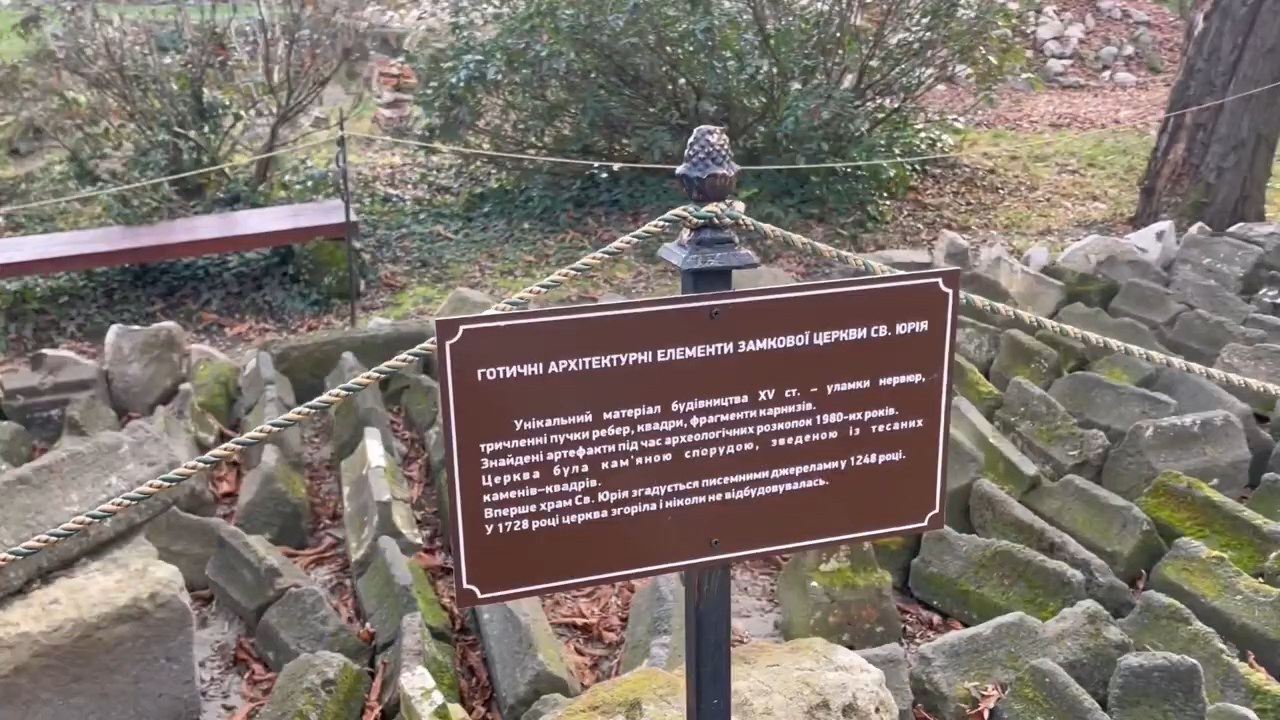 ГОТИЧНІ АРХІТЕКТУРНІ ЕЛЕМЕНТИ ЗАМКОВОЇ ЦЕРКВИ СВ. ЮРІЯ
Унікальний матеріал будівництва XV ст. – уламки нервюр,
тричленні пучки ребер, квадри, фрагменти карнизів.
Знайдені артефакти під час археологічних розкопок 1980-их років.
Церква була кам'яною спорудою, зведеною із тесаних
каменів–квадрів.
Вперше храм Св. Юрія згадується писемними джерелами у 1248 році.
У 1728 році церква згоріла і ніколи не відбудовувалась.